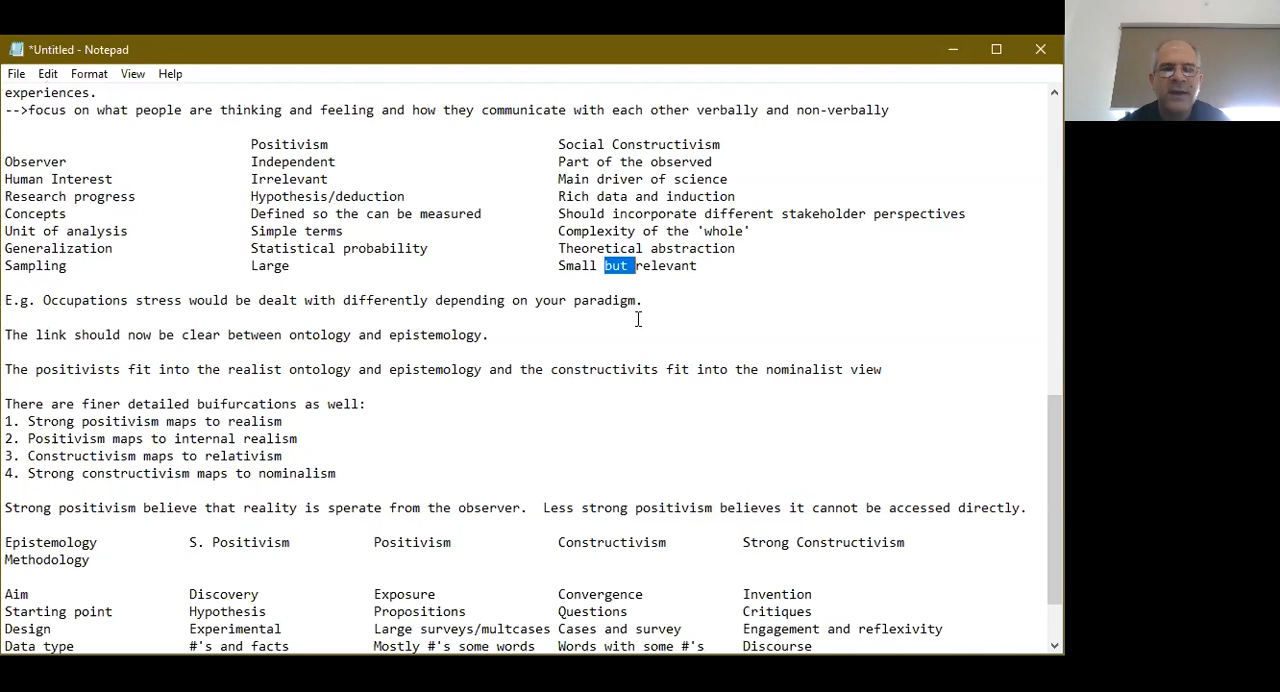 *Untitled - Notepad
File Edit Format View Help
experiences.
-->focus on what people are thinking and feeling and how they communicate with each other verbally and non-verbally
Positivism Social Constructivism
Observer Independent Part of the observed
Human Interest Irrelevant Main driver of science
Research progress Hypothesis/deduction Rich data and induction
Concepts Defined so the can be measured Should incorporate different stakeholder perspectives
Unit of analysis Simple terms Complexity of the 'whole'
Generalization Statistical probability Theoretical abstraction
Sampling Large Small but relevant
E.g. Occupations stress would be dealt with differently depending on your paradigm.
The link should now be clear between ontology and epistemology.
The positivists fit into the realist ontology and epistemology and the constructivits fit into the nominalist view
There are finer detailed buifurcations as well:
1. Strong positivism maps to realism
2. Positivism maps to internal realism
3. Constructivism maps to relativism
4. Strong constructivism maps to nominalism
Strong positivism believe that reality is sperate from the observer. Less strong positivism believes it cannot be accessed directly.
Epistemology S. Positivism Positivism Constructivism Strong Constructivism
Methodology
Aim Discovery Exposure Convergence Invention
Starting point Hypothesis Propositions Questions Critiques
Design Experimental Large surveys/multcases Cases and survey Engagement and reflexivity
Data type #'s and facts Mostly #'s some words Words with some #'s Discourse